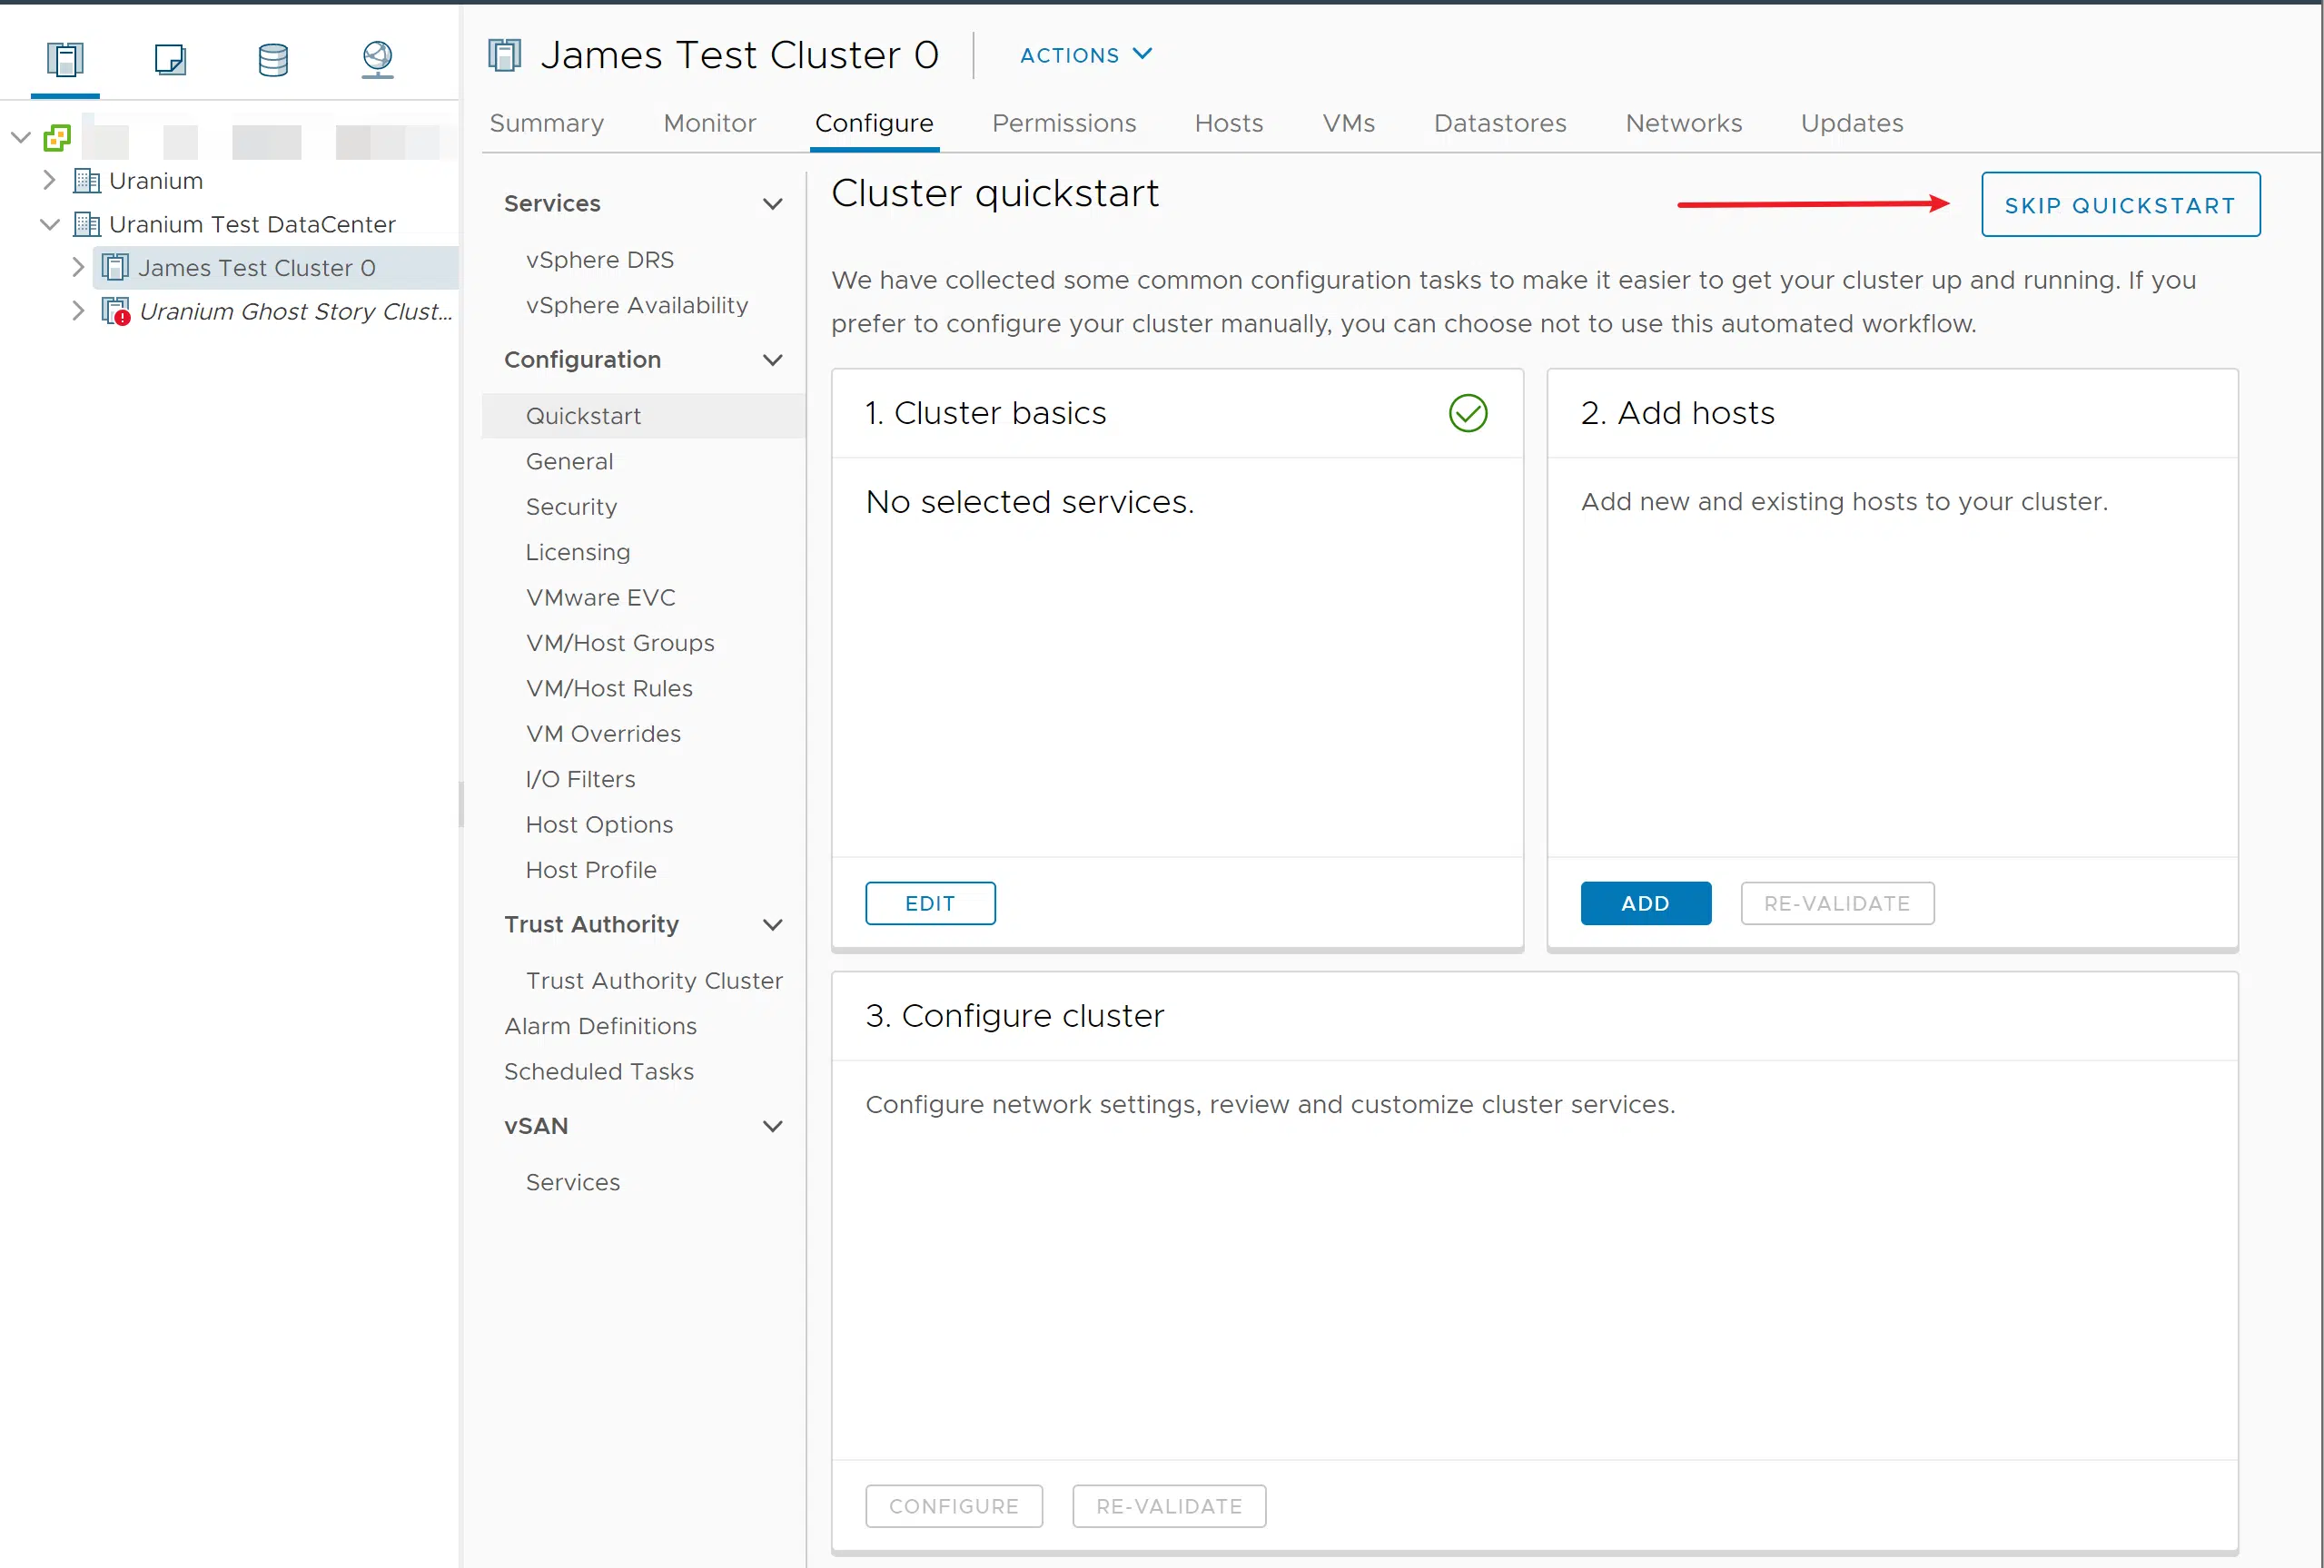 James Test Cluster 0
ACTIONS
Summary
Monitor
Configure
Permissions
Hosts
VMs
Datastores
Networks
Updates
Uranium
Uranium Test DataCenter
James Test Cluster 0
Uranium Ghost Story Clust...
Services
vSphere DRS
vSphere Availability
Configuration
Quickstart
General
Security
Licensing
VMware EVC
VM/Host Groups
VM/Host Rules
VM Overrides
I/O Filters
Host Options
Host Profile
Trust Authority
Trust Authority Cluster
Alarm Definitions
Scheduled Tasks
vSAN
Services
Cluster quickstart
SKIP QUICKSTART
We have collected some common configuration tasks to make it easier to get your cluster up and running. If you
prefer to configure your cluster manually, you can choose not to use this automated workflow.
1. Cluster basics
No selected services.
EDIT
2. Add hosts
Add new and existing hosts to your cluster.
ADD
RE-VALIDATE
3. Configure cluster
Configure network settings, review and customize cluster services.
CONFIGURE
RE-VALIDATE